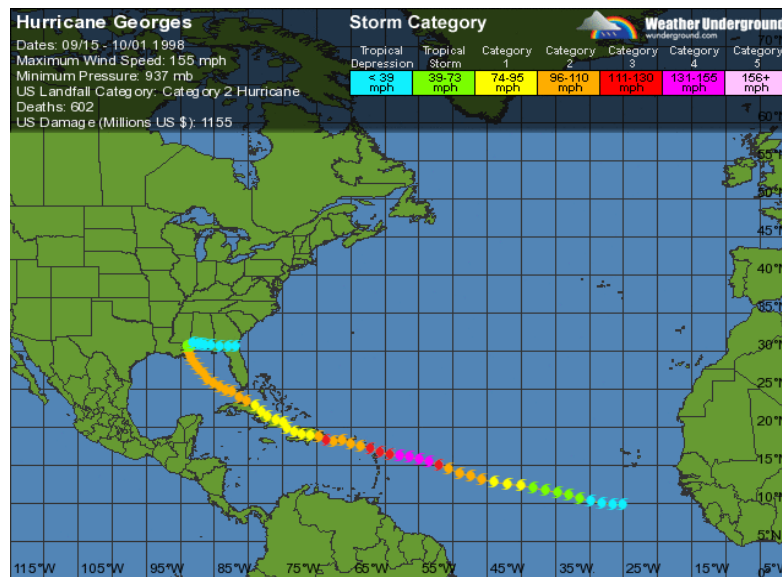 Hurricane Georges
Dates: 09/15 - 10/01 1998
Maximum Wind Speed: 155 mph
Minimum Pressure: 937 mb
US Landfall Category: Category 2 Hurricane
Deaths: 602
US Damage (Millions US $): 1155
Storm Category
Weather Underground
wunderground.com
Tropical Depression
< 39 mph
Tropical Storm
39-73 mph
Category 1
74-95 mph
Category 2
96-110 mph
Category 3
111-130 mph
Category 4
131-155 mph
Category 5
156+ mph
70°N
60°N
55°N
50°N
45°N
40°N
35°N
30°N
25°N
20°N
15°N
10°N
5°N
0°
115°W 105°W 95°W 85°W 75°W 65°W 55°W 45°W 35°W 25°W 15°W 5°W